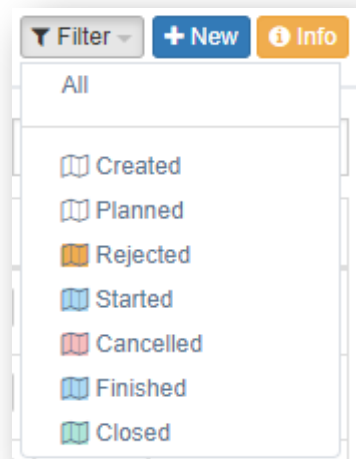 Filter + New Info
All
Created
Planned
Rejected
Started
Cancelled
Finished
Closed